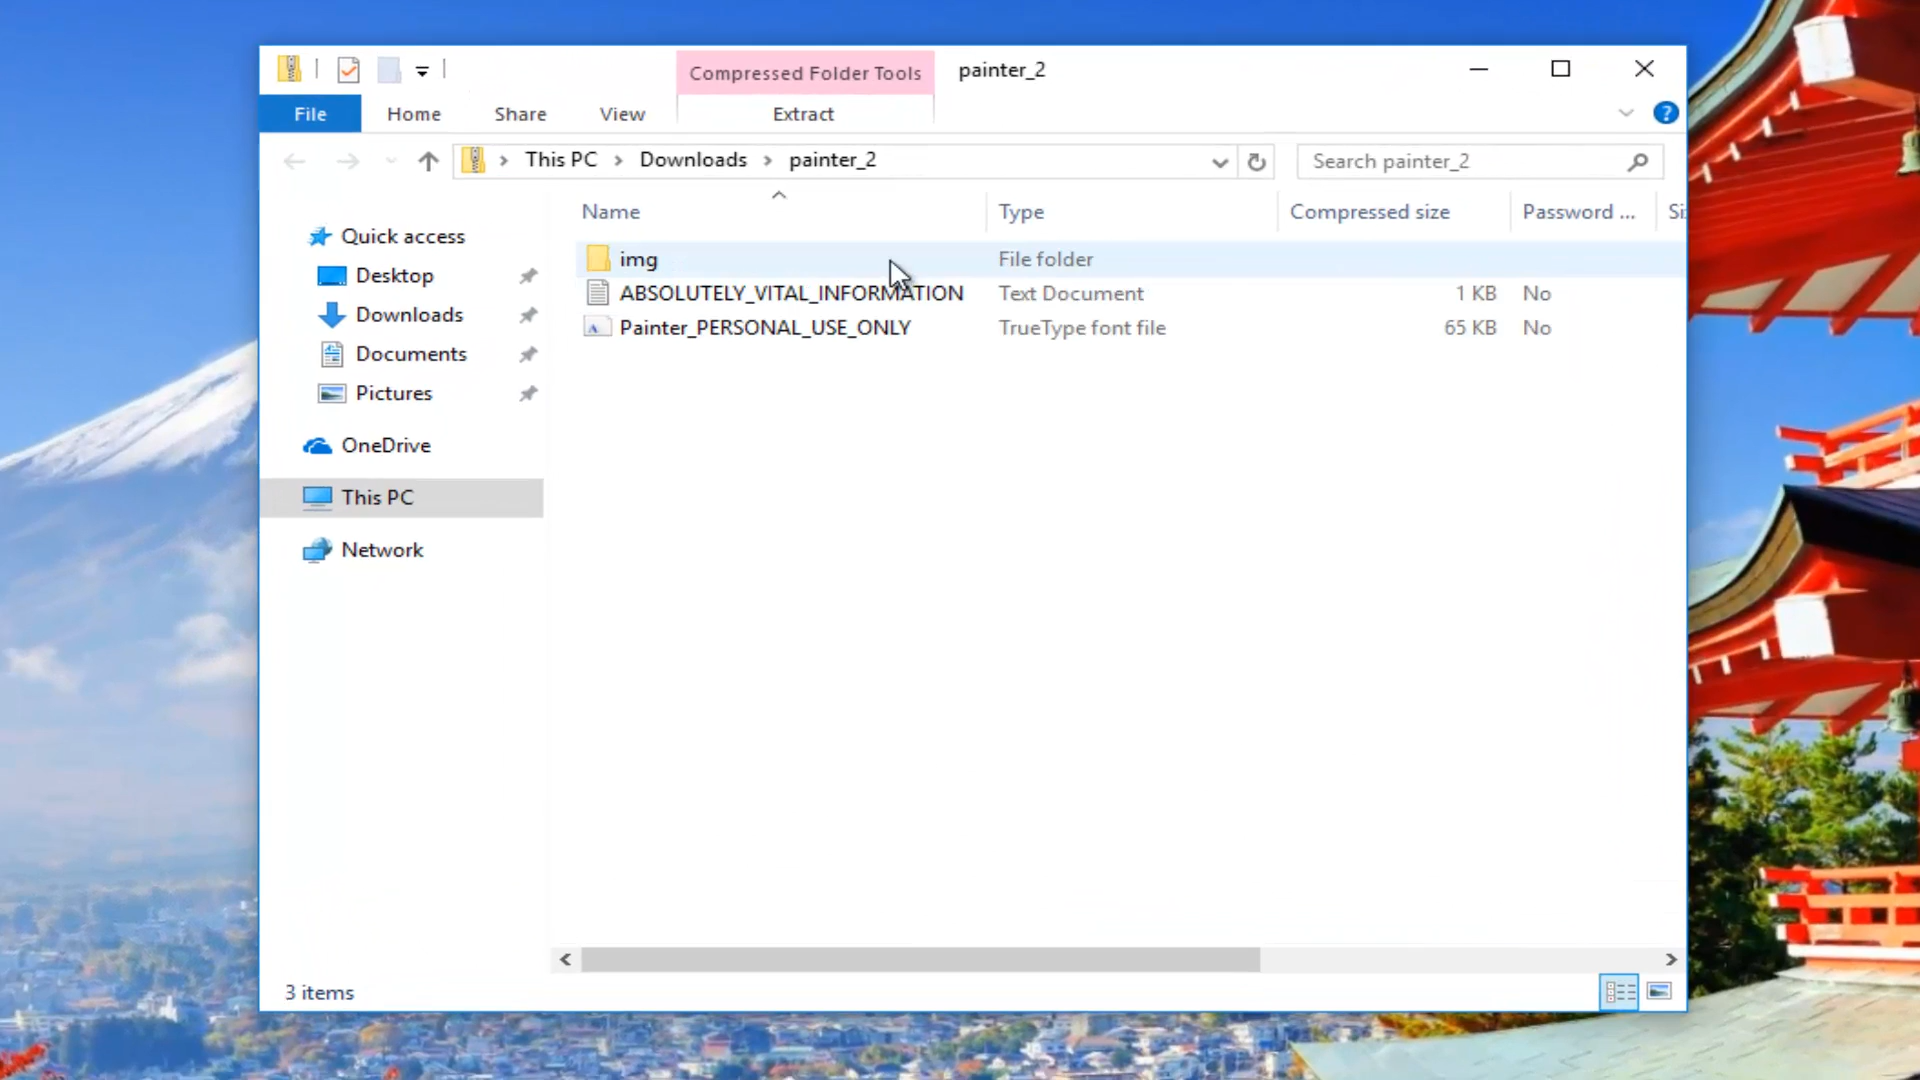 Compressed Folder Tools
painter_2
File
Home
Share
View
Extract
This PC
Downloads
painter_2
Search painter_2
Name
Type
Compressed size
Password ...
Quick access
Desktop
Downloads
Documents
Pictures
OneDrive
This PC
Network
img
File folder
ABSOLUTELY_VITAL_INFORMATION
Text Document
1 KB
No
Painter_PERSONAL_USE_ONLY
TrueType font file
65 KB
No
3 items